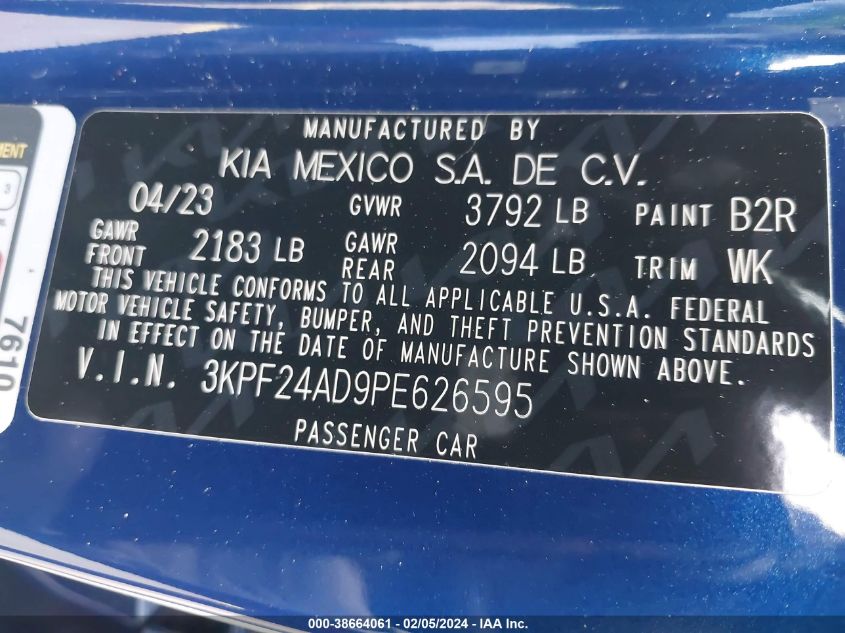 MANUFACTURED BY
KIA MEXICO S.A. DE C.V.
04/23 GVWR 3792 LB PAINT B2R
GAWR FRONT 2183 LB GAWR REAR 2094 LB TRIM WK
THIS VEHICLE CONFORMS TO ALL APPLICABLE U.S.A. FEDERAL
MOTOR VEHICLE SAFETY, BUMPER, AND THEFT PREVENTION STANDARDS
IN EFFECT ON THE DATE OF MANUFACTURE SHOWN ABOVE.
V.I.N. 3KPF24AD9PE626595
PASSENGER CAR
3
7610
000-38664061 - 02/05/2024 - IAA Inc.